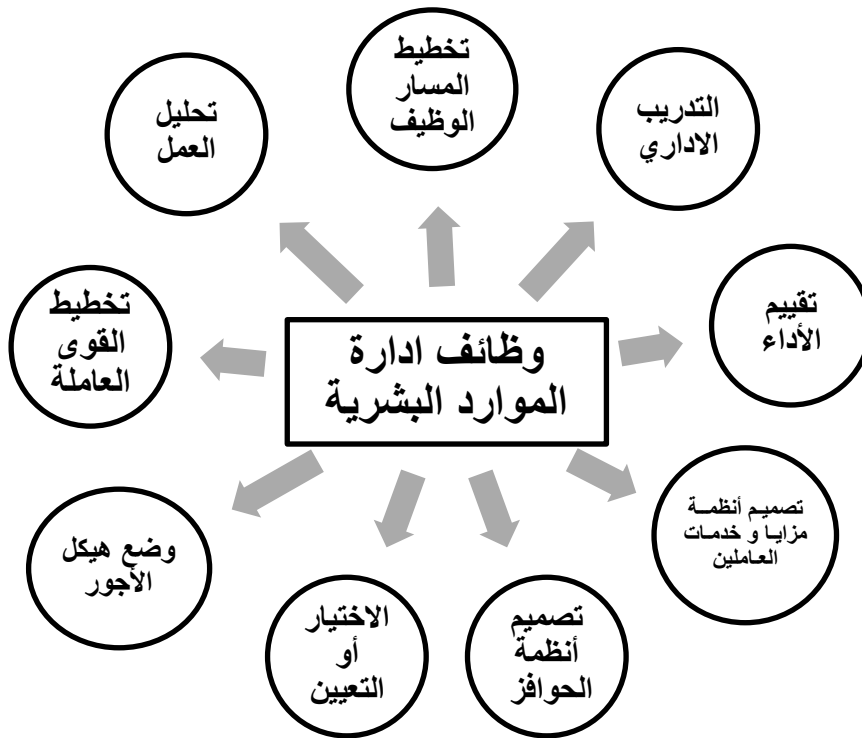 تخطيط
المسار
الوظيف
التدريب
الاداري
تحليل
العمل
تقييم
الأداء
تخطيط
القوى
العاملة
وظائف ادارة
الموارد البشرية
تصميم أنظمة
مزايا و خدمات
العاملين
وضع هيكل
الأجور
تصميم
أنظمة
الحوافز
الاختيار
أو
التعيين